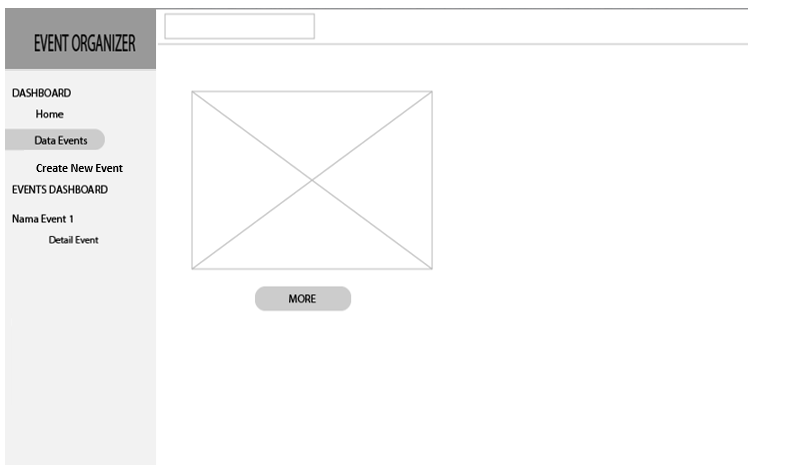 EVENT ORGANIZER
DASHBOARD
Home
Data Events
Create New Event
EVENTS DASHBOARD
Nama Event 1
Detail Event
MORE